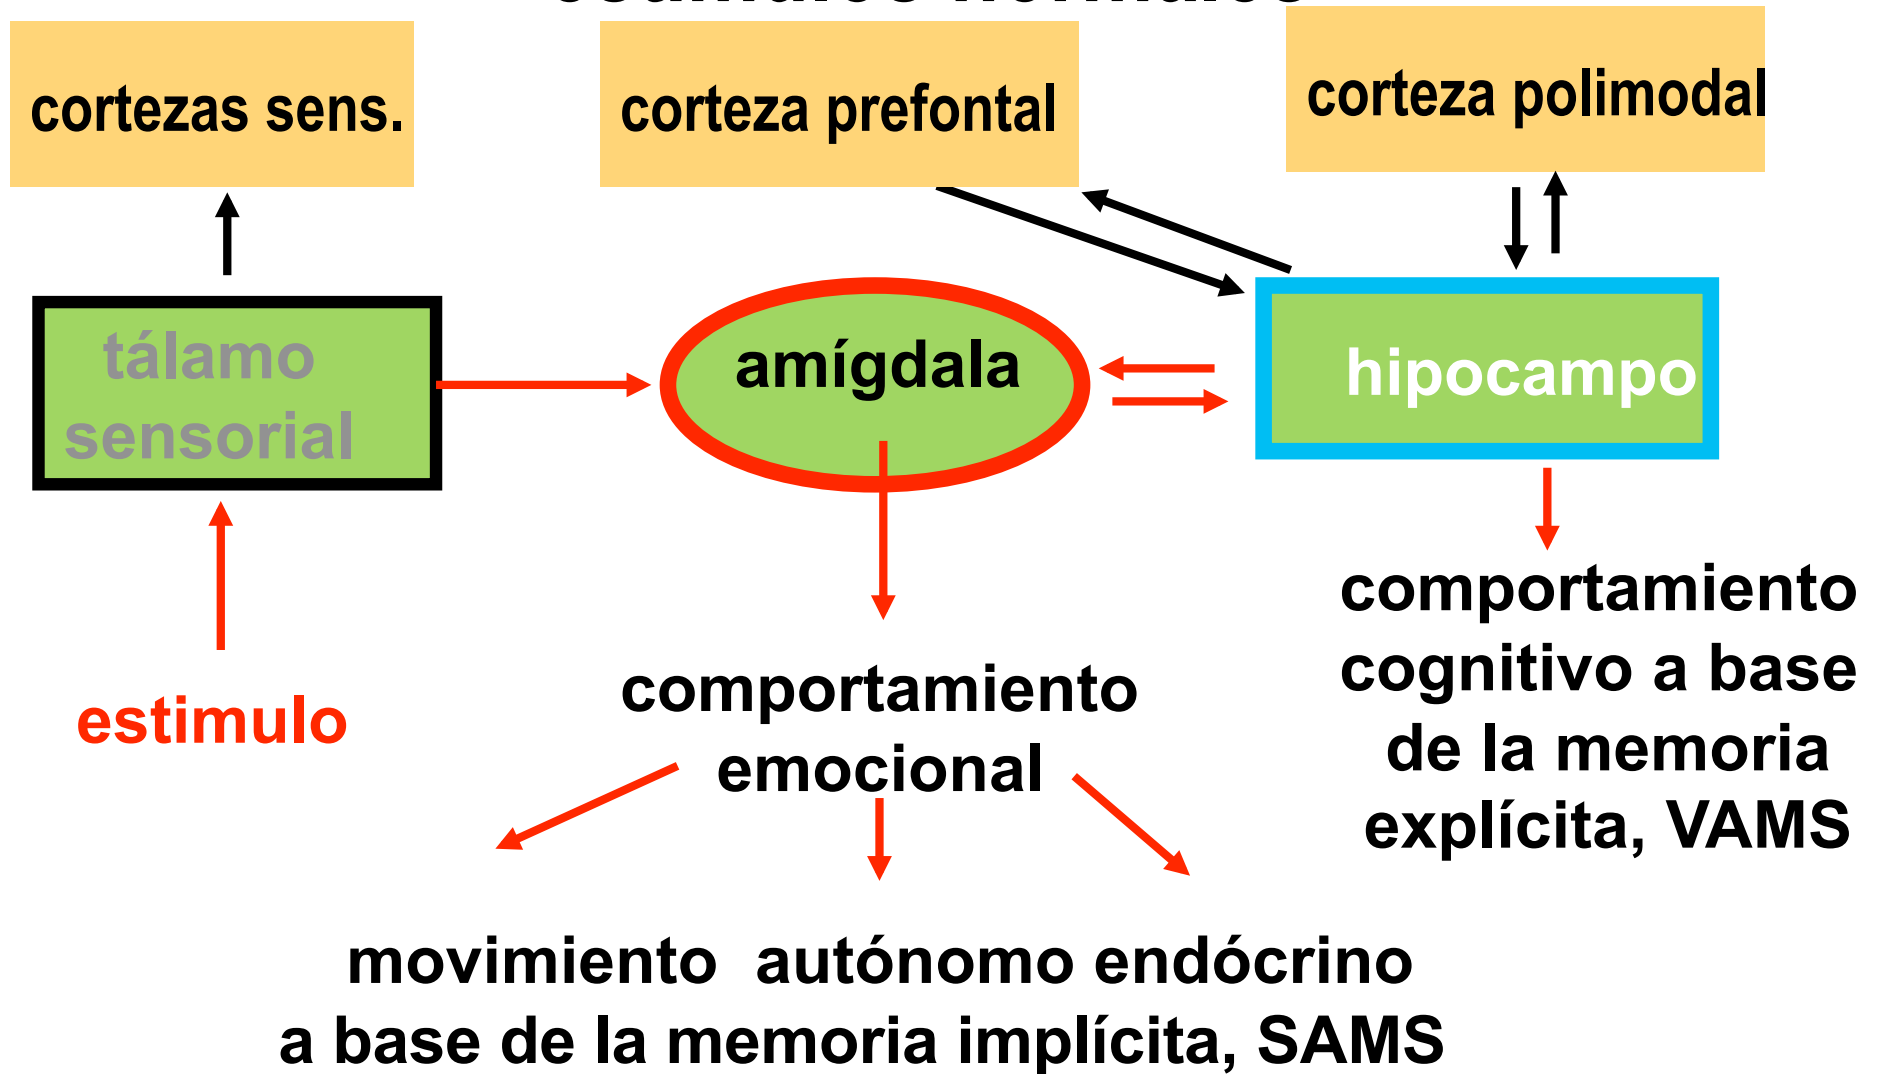 cortezas sens.
corteza prefontal
corteza polimodal
tálamo
sensorial
amígdala
hipocampo
estimulo
comportamiento
emocional
comportamiento
cognitivo a base
de la memoria
explícita, VAMS
movimiento autónomo endócrino
a base de la memoria implícita, SAMS